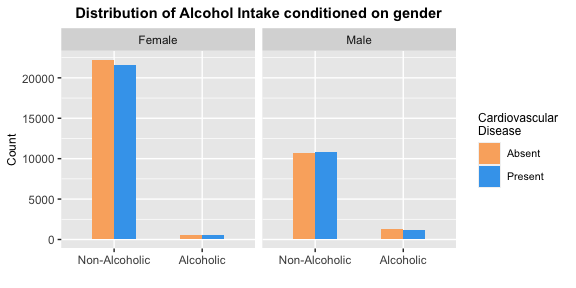 Distribution of Alcohol Intake conditioned on gender
Female
Male
Count
20000
15000
10000
5000
0
Non-Alcoholic
Alcoholic
Non-Alcoholic
Alcoholic
Cardiovascular
Disease
Absent
Present